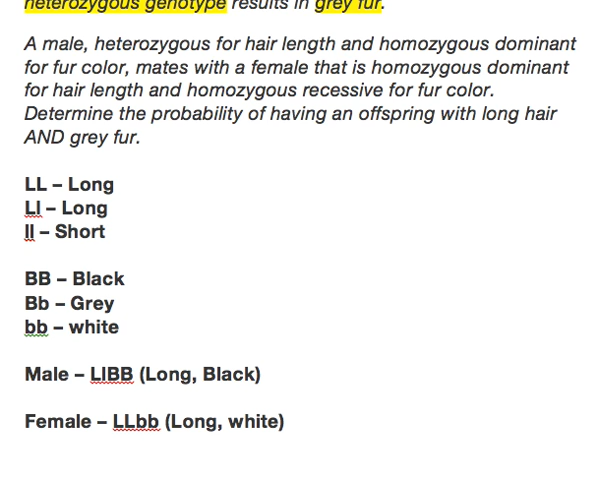 heterozygous genotype results in grey fur.
A male, heterozygous for hair length and homozygous dominant
for fur color, mates with a female that is homozygous dominant
for hair length and homozygous recessive for fur color.
Determine the probability of having an offspring with long hair
AND grey fur.
LL – Long
Ll – Long
ll – Short
BB – Black
Bb – Grey
bb – white
Male – LlBB (Long, Black)
Female – LLbb (Long, white)